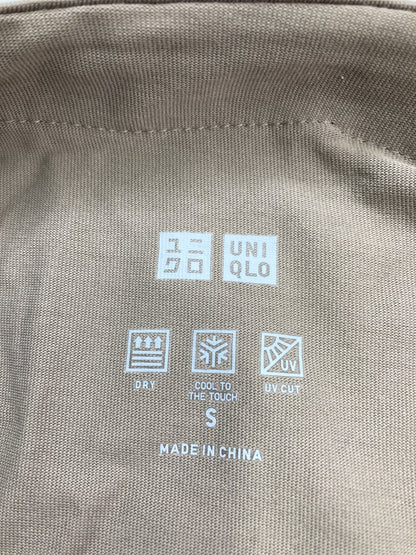 ユニ
クロ
UNI
QLO
UV
DRY
COOL TO
THE TOUCH
UV CUT
S
MADE IN CHINA